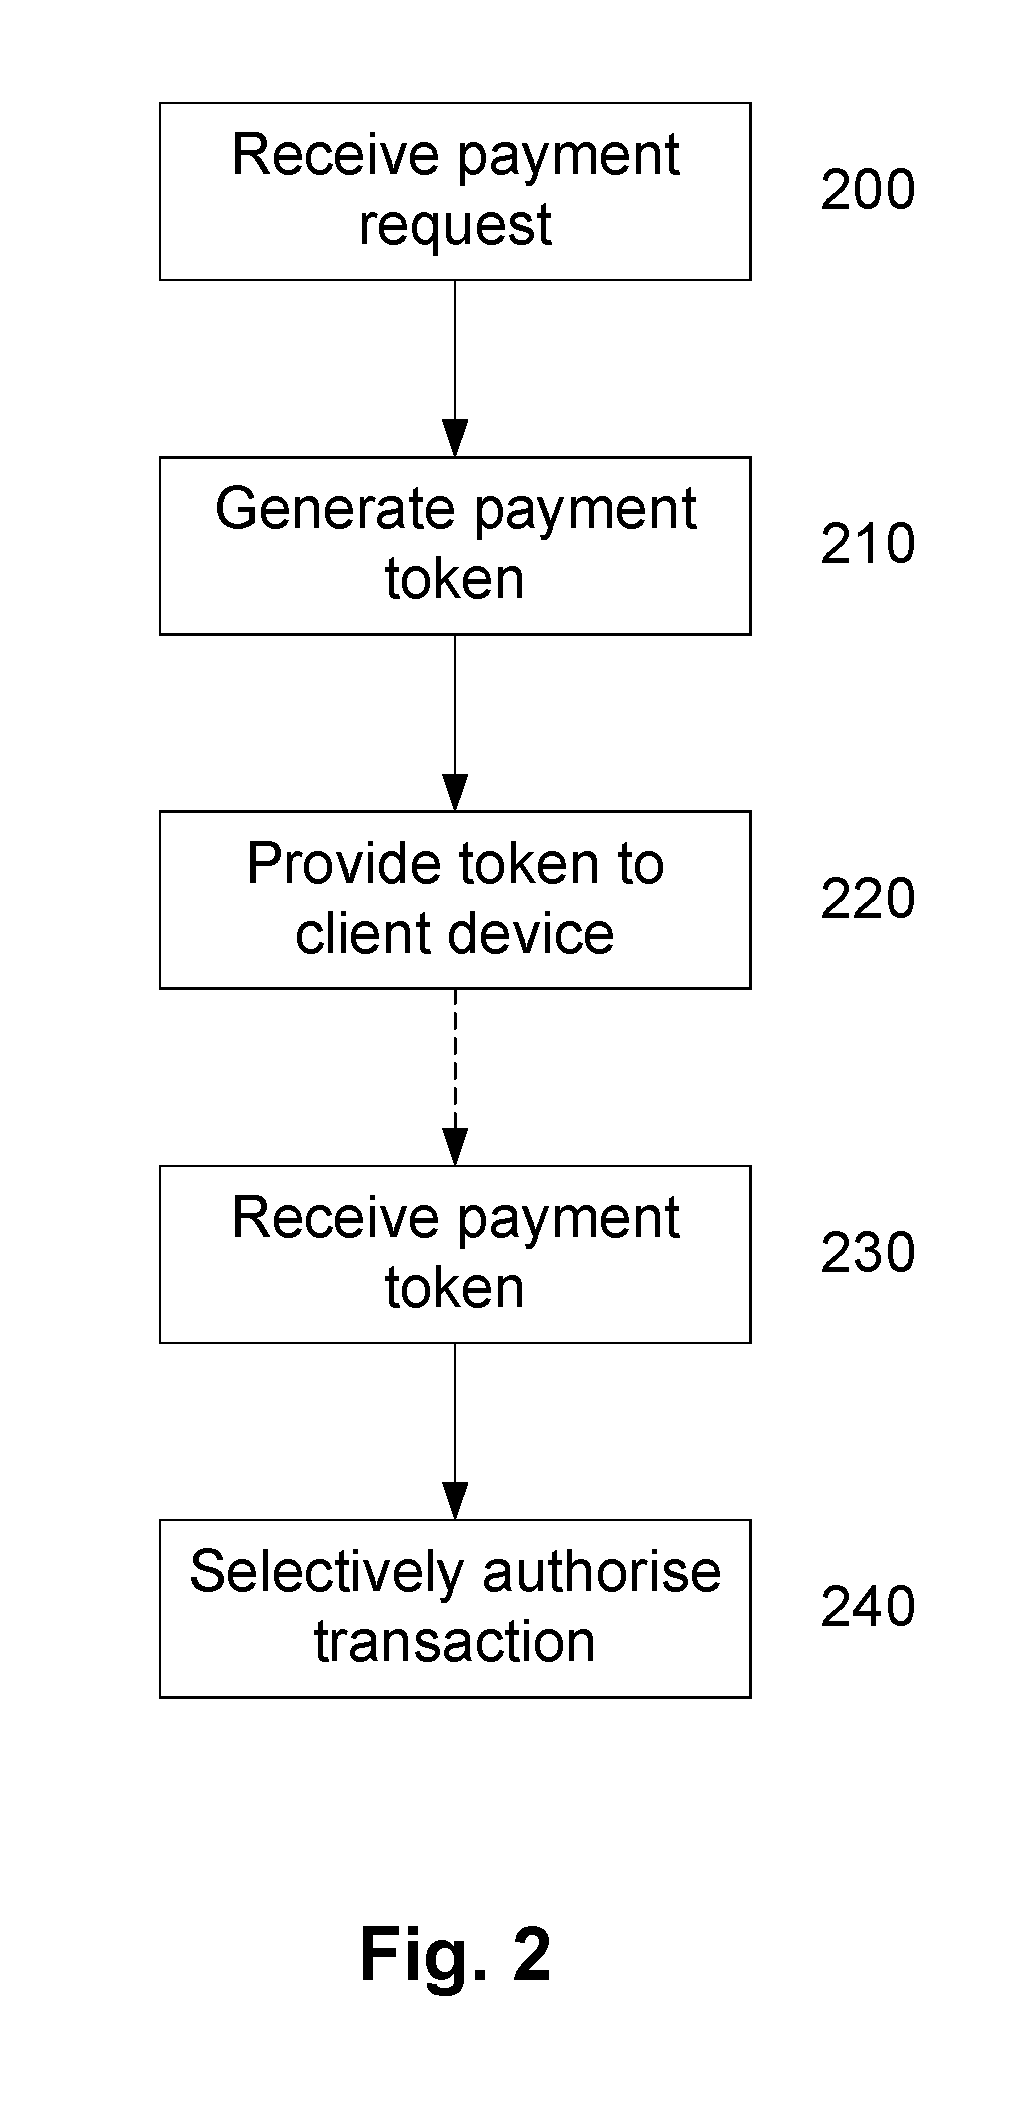 Receive payment
request
200
Generate payment
token
210
Provide token to
client device
220
Receive payment
token
230
Selectively authorise
transaction
240
Fig. 2